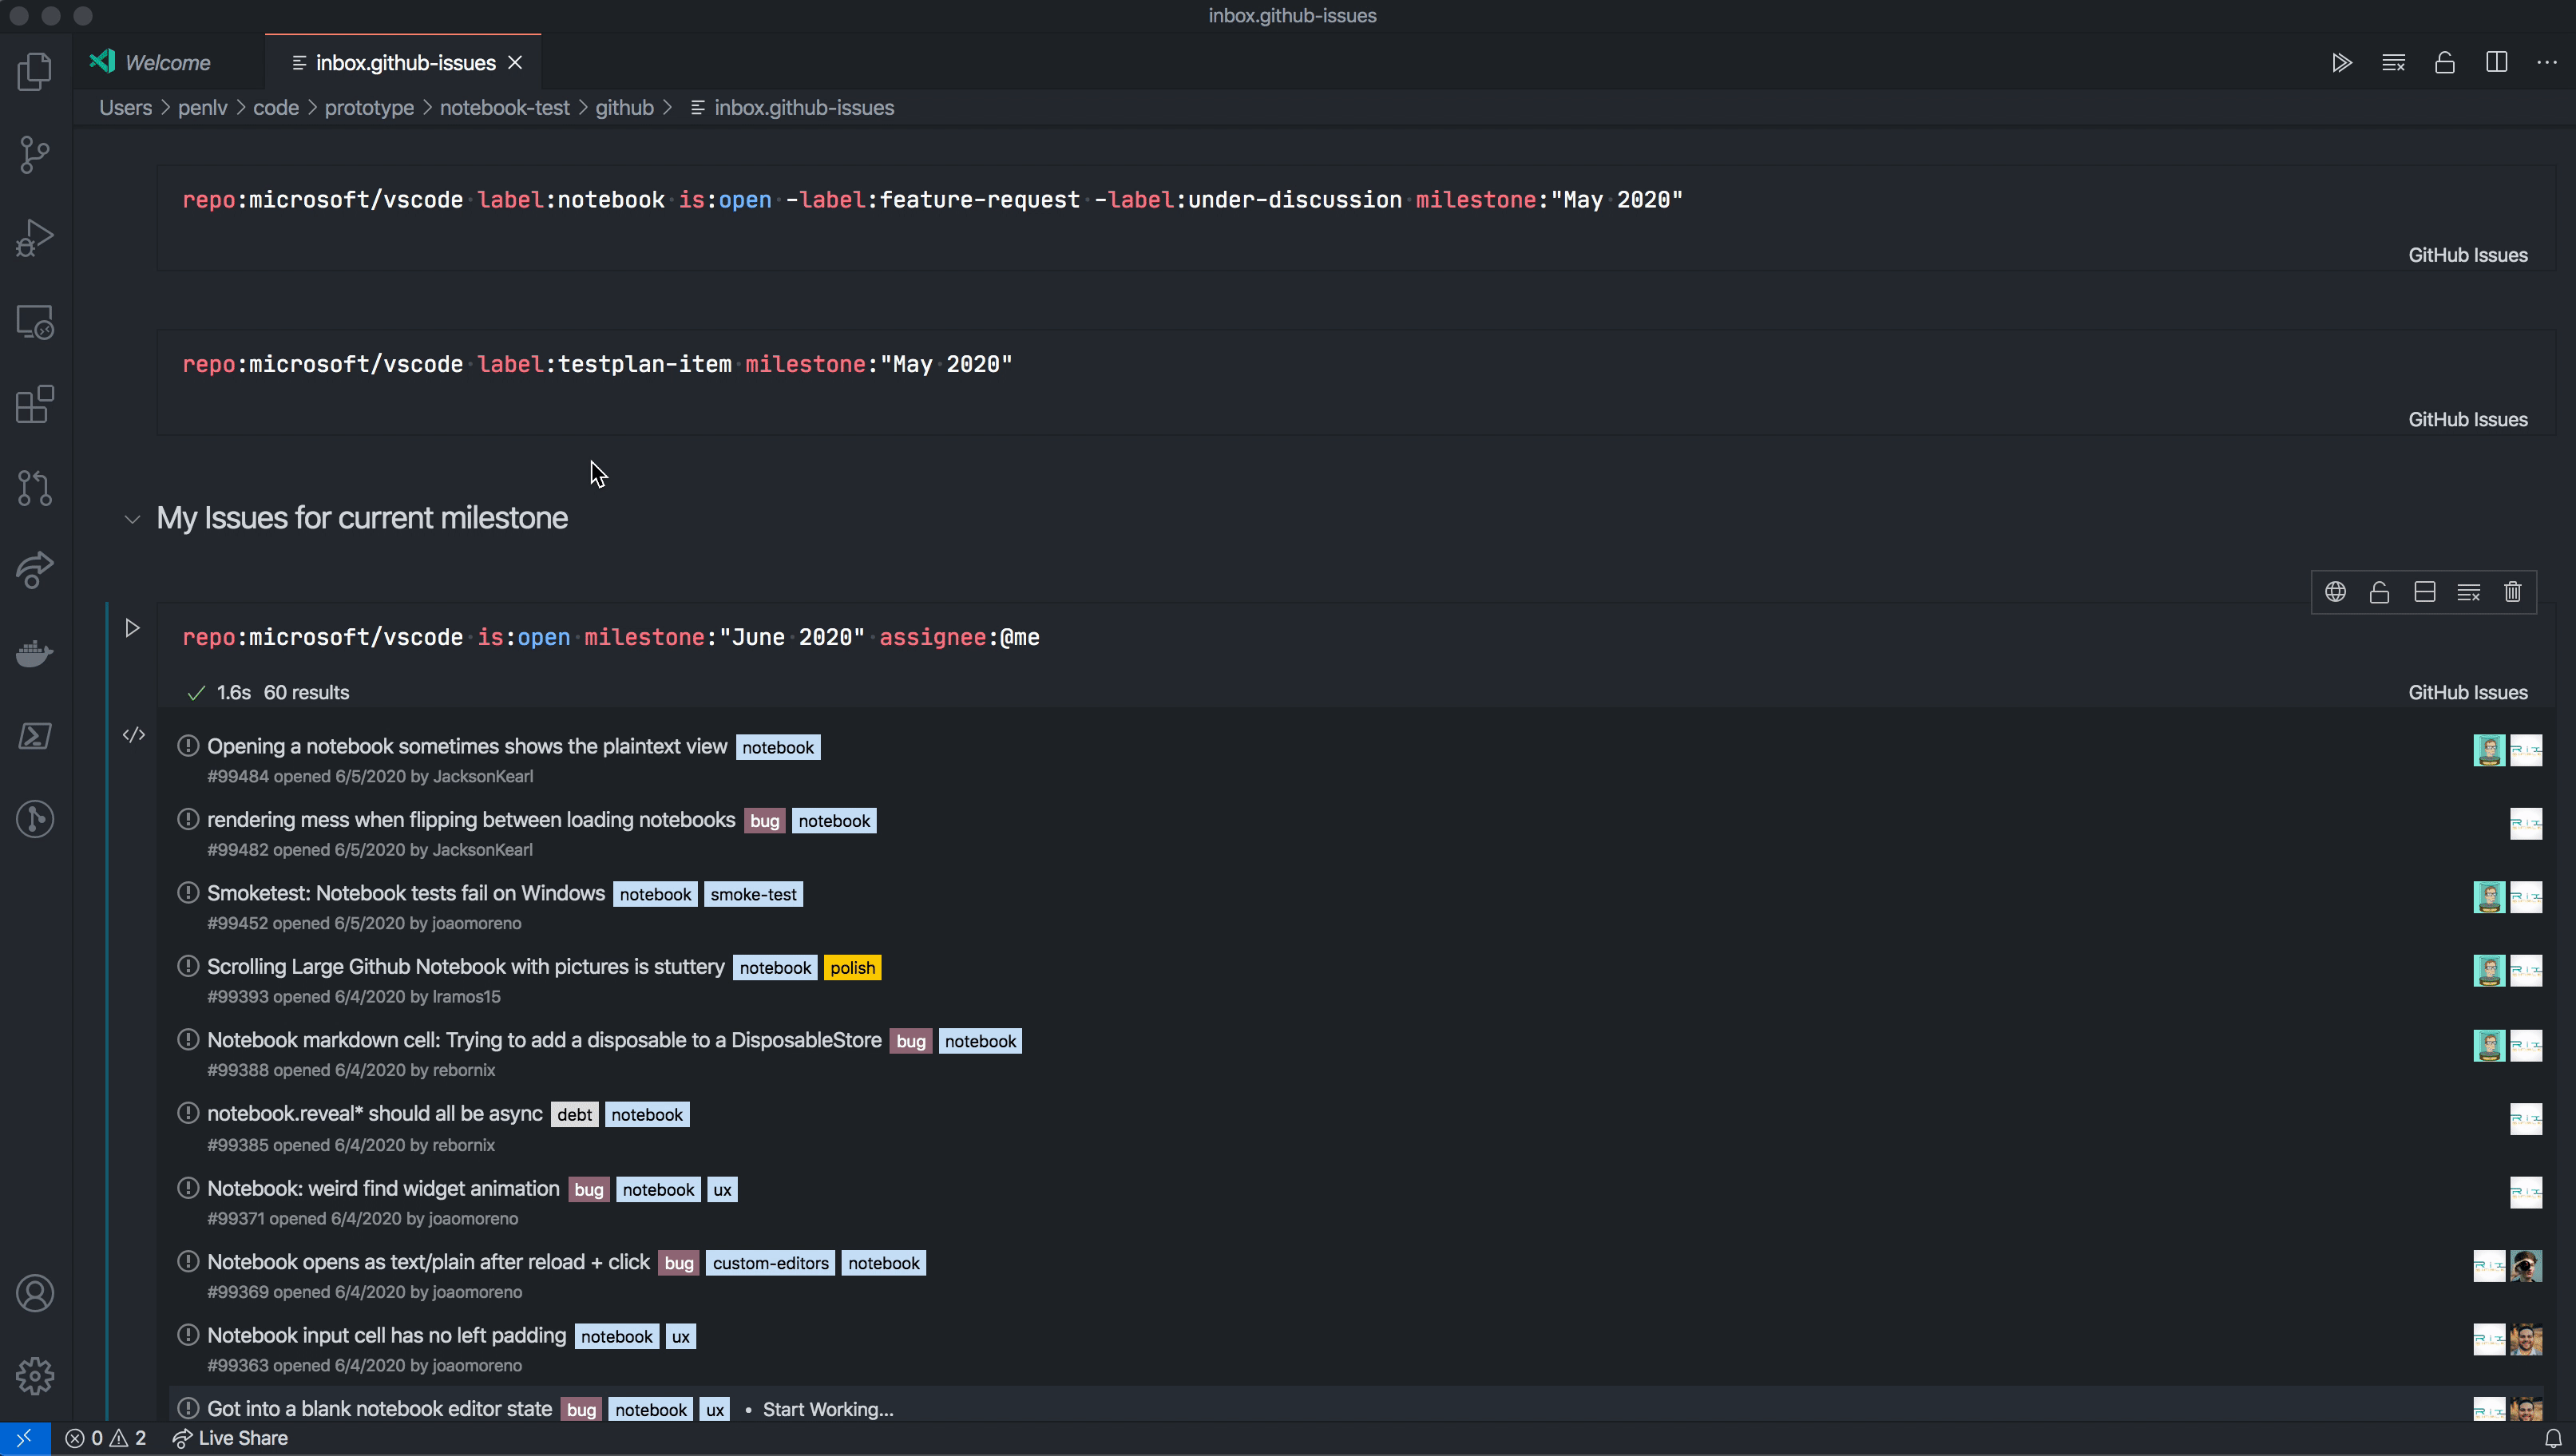 inbox.github-issues
Welcome
inbox.github-issues
Users > penlv > code > prototype > notebook-test > github > inbox.github-issues
repo:microsoft/vscode label:notebook is:open -label:feature-request -label:under-discussion milestone:"May 2020"
GitHub Issues
repo:microsoft/vscode label:testplan-item milestone:"May 2020"
GitHub Issues
My Issues for current milestone
repo:microsoft/vscode is:open milestone:"June 2020" assignee:@me
1.6s 60 results GitHub Issues
Opening a notebook sometimes shows the plaintext view notebook
#99484 opened 6/5/2020 by JacksonKearl
rendering mess when flipping between loading notebooks bug notebook
#99482 opened 6/5/2020 by JacksonKearl
Smoketest: Notebook tests fail on Windows notebook smoke-test
#99452 opened 6/5/2020 by joaomoreno
Scrolling Large Github Notebook with pictures is stuttery notebook polish
#99393 opened 6/4/2020 by lramos15
Notebook markdown cell: Trying to add a disposable to a DisposableStore bug notebook
#99388 opened 6/4/2020 by rebornix
notebook.reveal* should all be async debt notebook
#99385 opened 6/4/2020 by rebornix
Notebook: weird find widget animation bug notebook ux
#99371 opened 6/4/2020 by joaomoreno
Notebook opens as text/plain after reload + click bug custom-editors notebook
#99369 opened 6/4/2020 by joaomoreno
Notebook input cell has no left padding notebook ux
#99363 opened 6/4/2020 by joaomoreno
Got into a blank notebook editor state bug notebook ux • Start Working...
0 2 Live Share